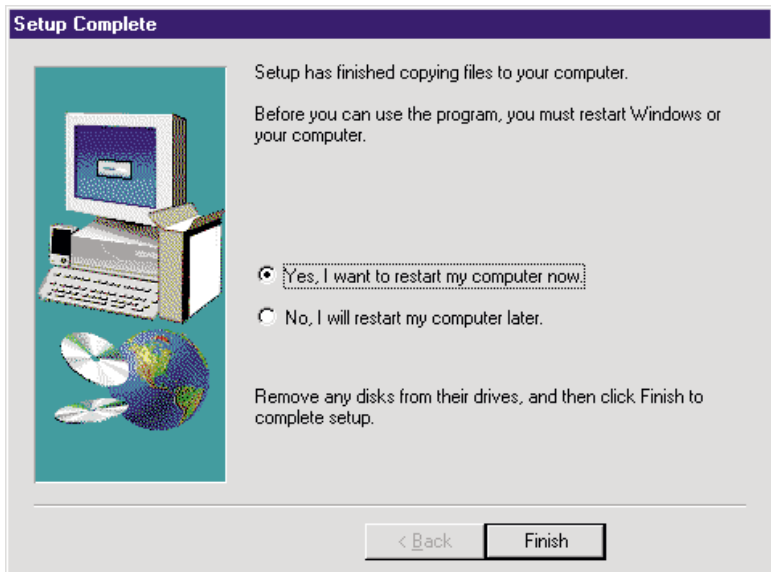 Setup Complete
Setup has finished copying files to your computer.
Before you can use the program, you must restart Windows or
your computer.
Yes, I want to restart my computer now.
No, I will restart my computer later.
Remove any disks from their drives, and then click Finish to
complete setup.
< Back
Finish